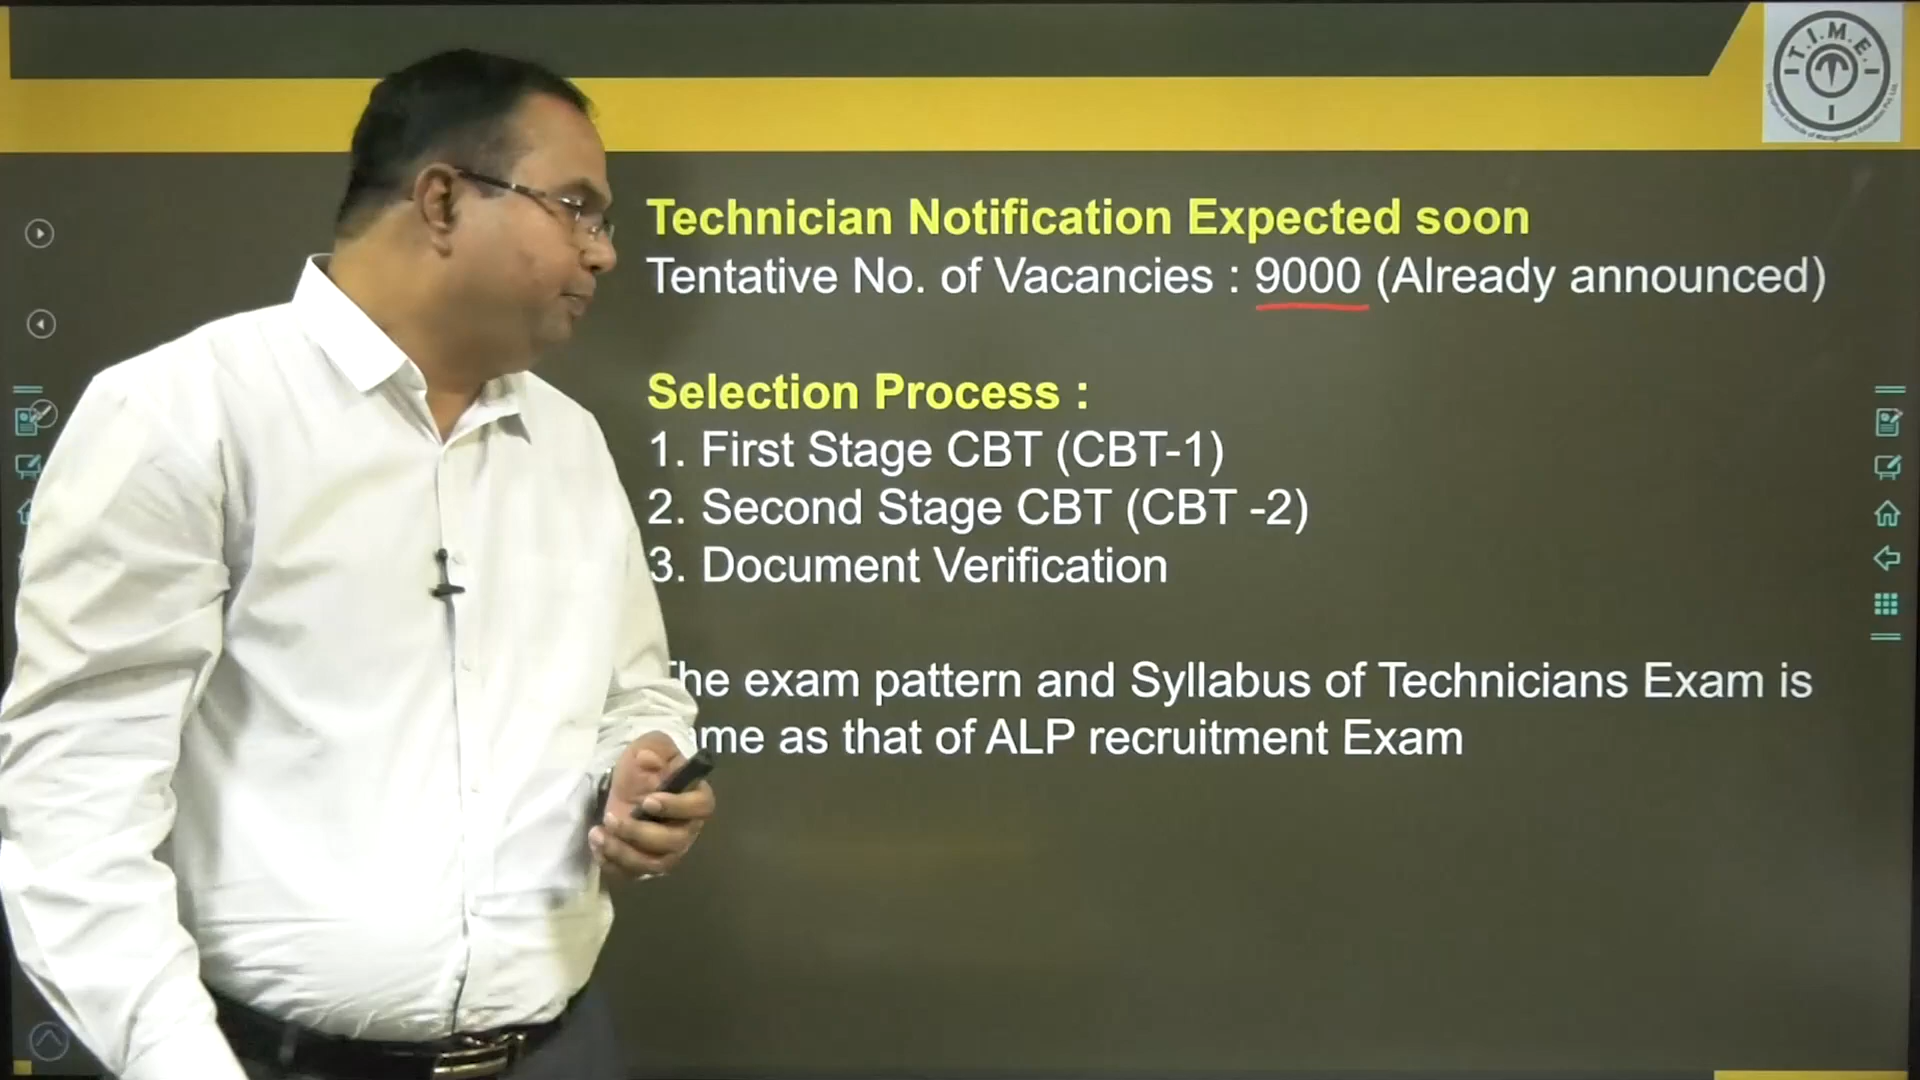 T.I.M.E.
Technician Notification Expected soon
Tentative No. of Vacancies : 9000 (Already announced)
Selection Process :
1. First Stage CBT (CBT-1)
2. Second Stage CBT (CBT -2)
3. Document Verification
he exam pattern and Syllabus of Technicians Exam is
me as that of ALP recruitment Exam